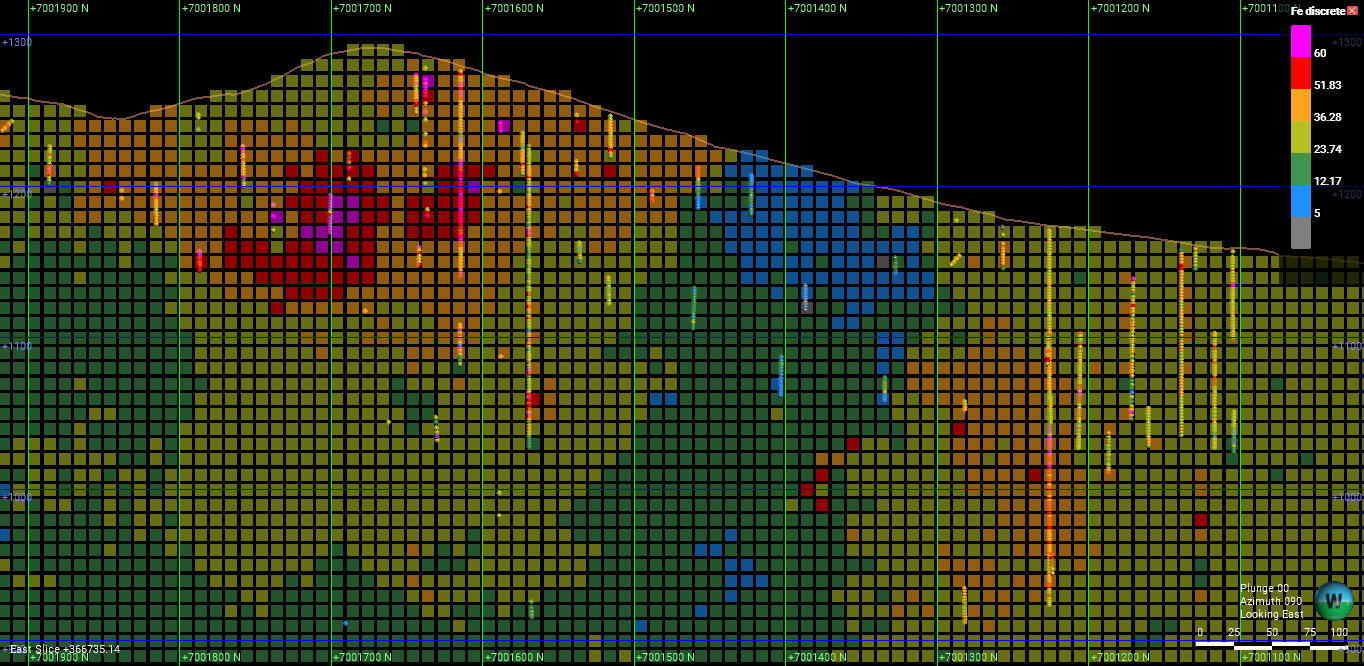 +7001900 N +7001800 N +7001700 N +7001600 N +7001500 N +7001400 N +7001300 N +7001200 N +7001100
Fe discrete
+1300 +1300
60
51.83
36.28
23.74
12.17
5
+1200 +1200
+1100 +1100
+1000 +1000
Plunge 00
Azimuth 090
Looking East
W
0 25 50 75 100
East Slice +366735.14
+7001900 N +7001800 N +7001700 N +7001600 N +7001500 N +7001400 N +7001300 N +7001200 N +7001100 N